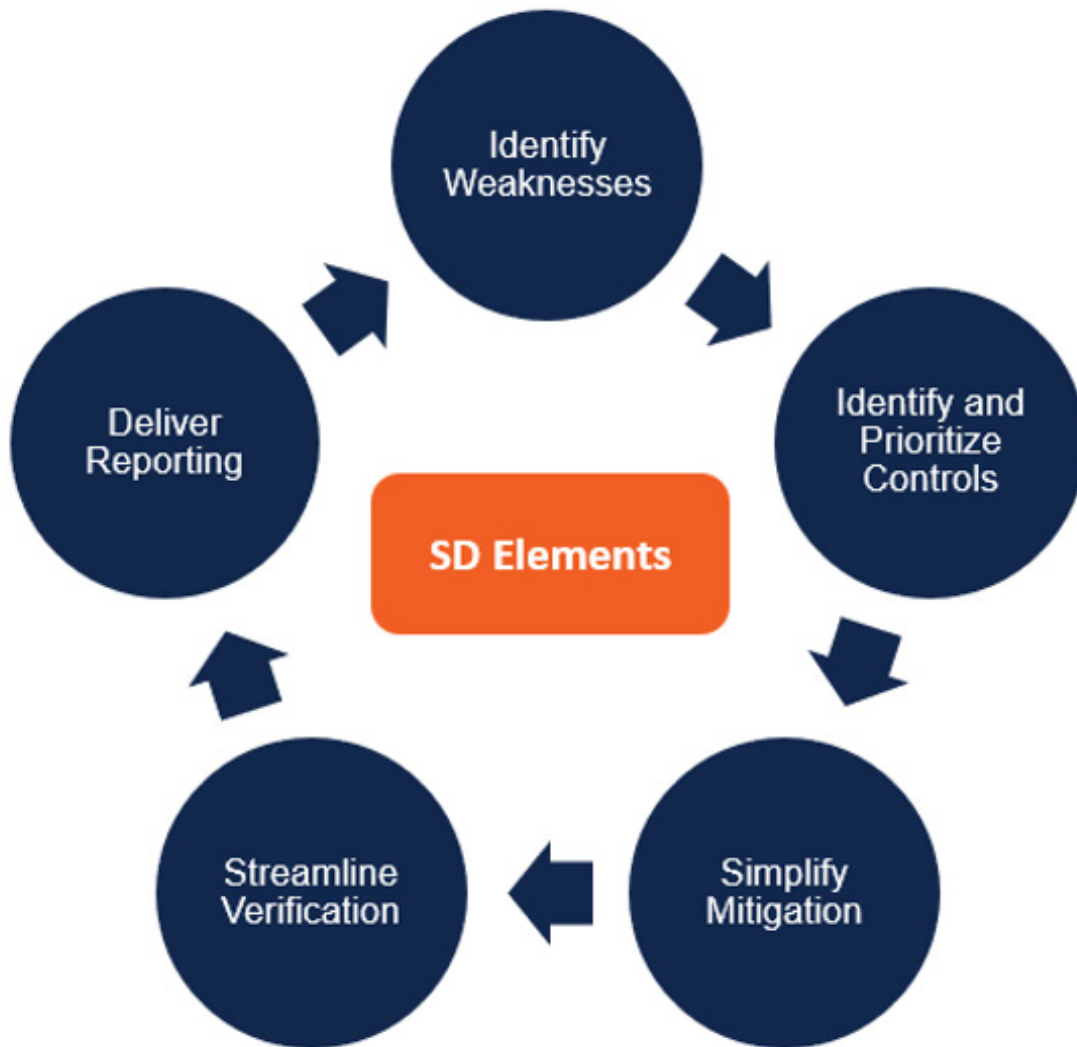 Identify
Weaknesses
Identify and
Prioritize
Controls
Simplify
Mitigation
Streamline
Verification
Deliver
Reporting
SD Elements